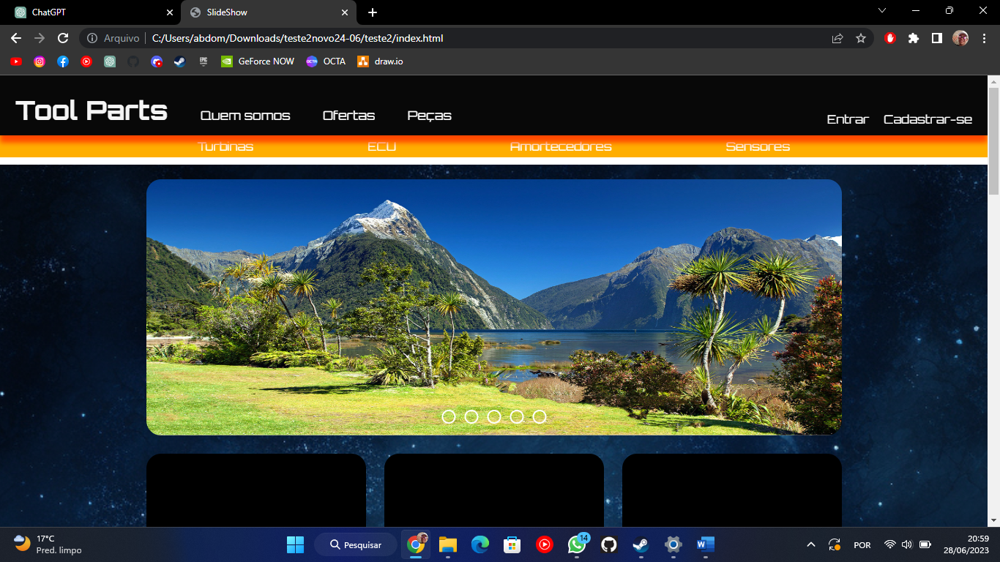 ChatGPT
SlideShow
Arquivo
C:/Users/abdom/Downloads/teste2novo24-06/teste2/index.html
GeForce NOW
OCTA
OCTA
draw.io
EPIC
Tool Parts
Quem somos
Ofertas
Peças
Entrar
Cadastrar-se
Turbinas
ECU
Amortecedores
Sensores
17°C
Pred. limpo
Pesquisar
14
W
POR
20:59
28/06/2023